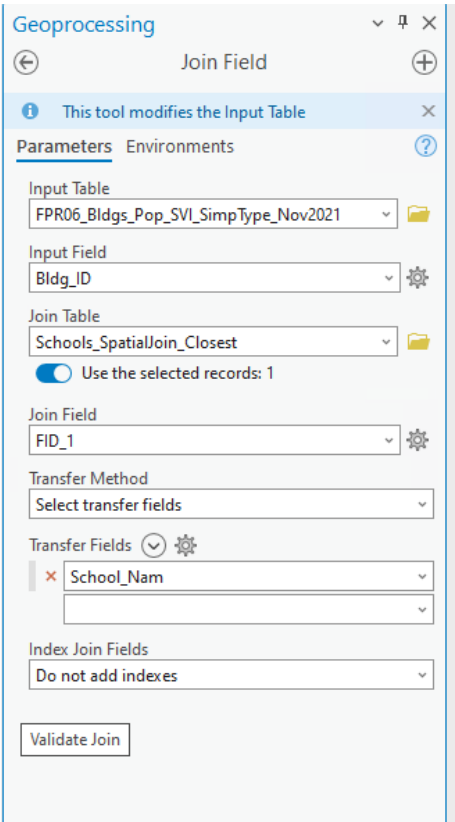 Geoprocessing
Join Field
This tool modifies the Input Table
Parameters Environments
Input Table
FPR06_Bldgs_Pop_SVI_SimpType_Nov2021
Input Field
Bldg_ID
Join Table
Schools_SpatialJoin_Closest
Use the selected records: 1
Join Field
FID_1
Transfer Method
Select transfer fields
Transfer Fields
School_Nam
Index Join Fields
Do not add indexes
Validate Join